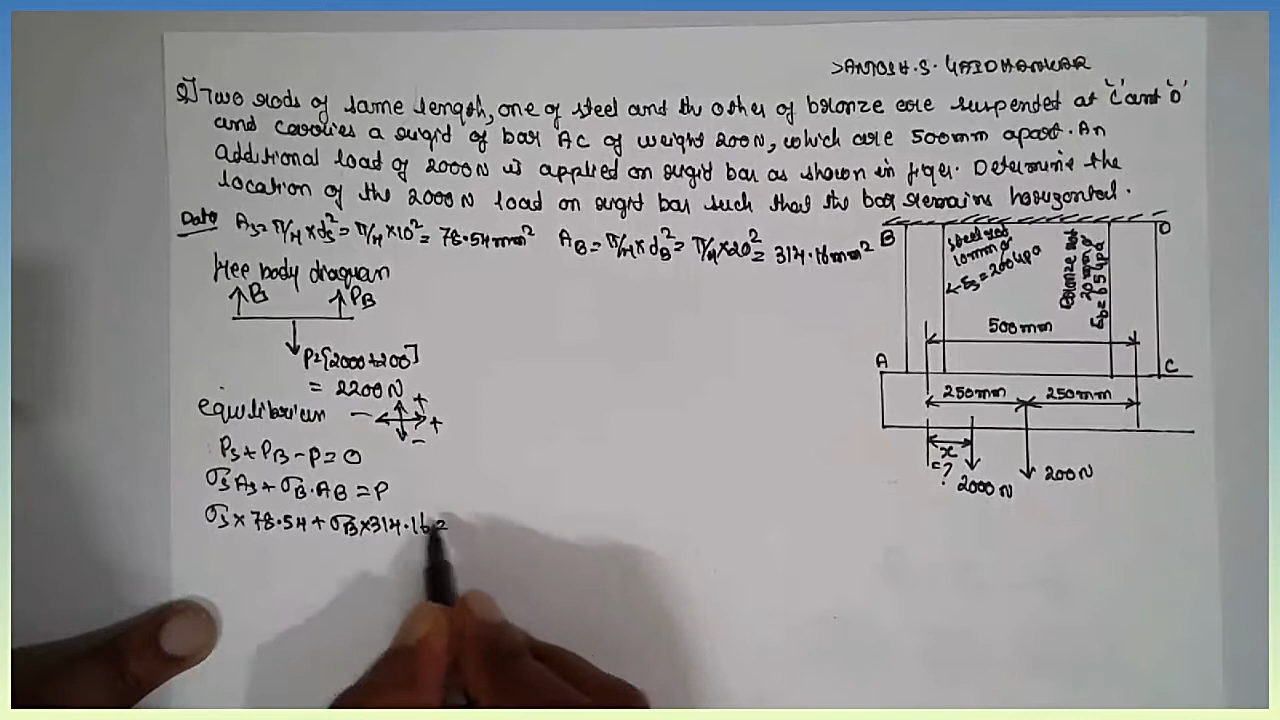 SANTOSH.S. GAIDHANKAR
Q] Two rods of same length, one of steel and the other of bronze are suspended at 'C' and 'D'
and carries a rigid of bar AC of weight 200N, which are 500mm apart. An
additional load of 2000N is applied on rigid bar as shown in figer. Determine the
location of the 2000N load on rigid bar such that the bar remains horizontal.
Data As = π/4 × ds² = π/4 × 10² = 78.54mm² AB = π/4 × dB² = π/4 × 20² = 314.16mm²
free body diagram
Ps PB
P=[2000+200]
= 2200N
equilibrium - + + -
Ps + PB - P = 0
σs As + σB . AB = P
σs × 78.54 + σB × 314.16 =
B D
steel rod
10mm φ
Es = 200Gpa
Bronze rod
20mm φ
Eb = 65Gpa
500mm
A C
250mm 250mm
x
=?
2000N 200N